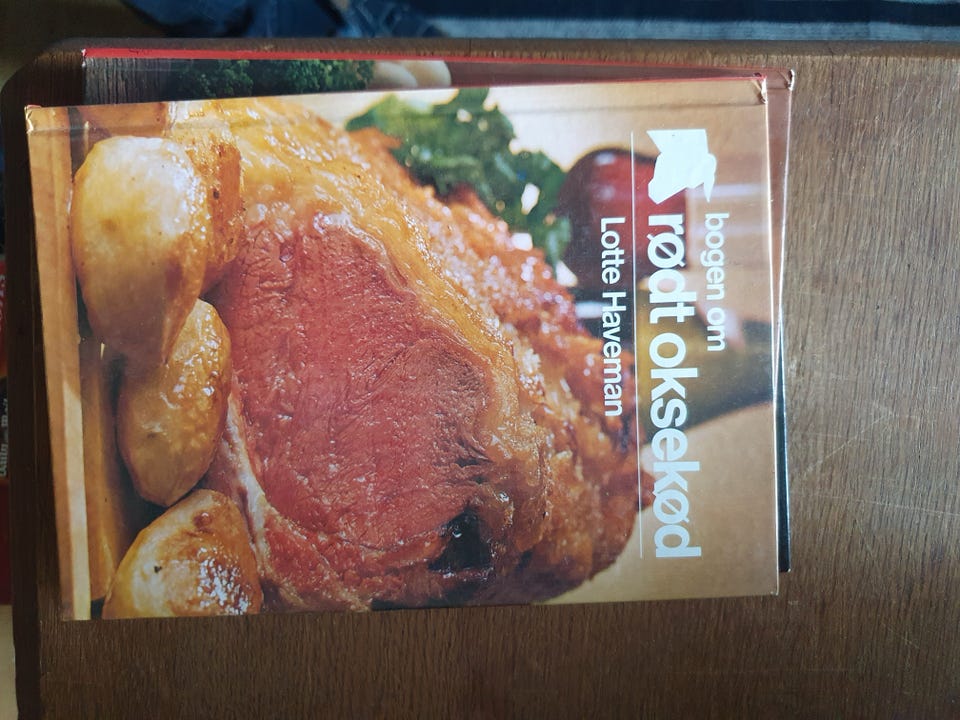 bogen om
rødt oksekød
Lotte Haveman